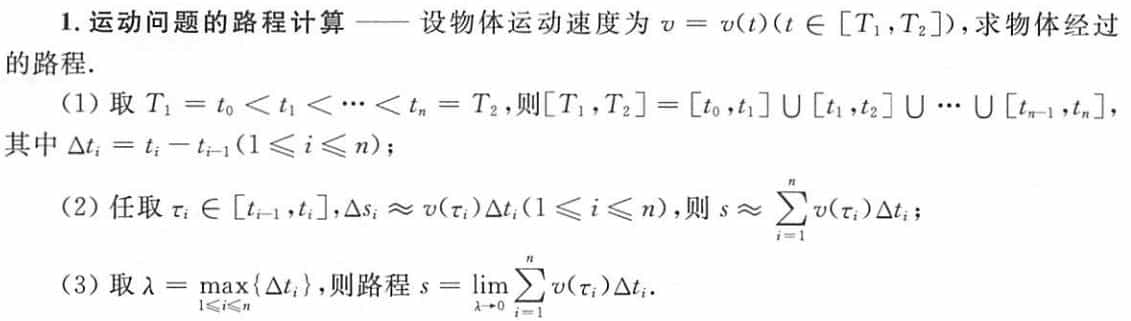 1. 运动问题的路程计算 —— 设物体运动速度为 v = v(t)(t ∈ [T₁,T₂]),求物体经过
的路程.
(1) 取 T₁ = t₀ < t₁ < ⋯ < tₙ = T₂,则[T₁,T₂] = [t₀,t₁] ∪ [t₁,t₂] ∪ ⋯ ∪ [tₙ₋₁,tₙ],
其中 Δtᵢ = tᵢ − tᵢ₋₁(1 ⩽ i ⩽ n);
(2) 任取 τᵢ ∈ [tᵢ₋₁,tᵢ],Δsᵢ ≈ v(τᵢ)Δtᵢ(1 ⩽ i ⩽ n),则 s ≈ ∑_{i=1}^{n} v(τᵢ)Δtᵢ;
(3) 取 λ = max_{1⩽i⩽n}{Δtᵢ},则路程 s = lim_{λ→0} ∑_{i=1}^{n} v(τᵢ)Δtᵢ.